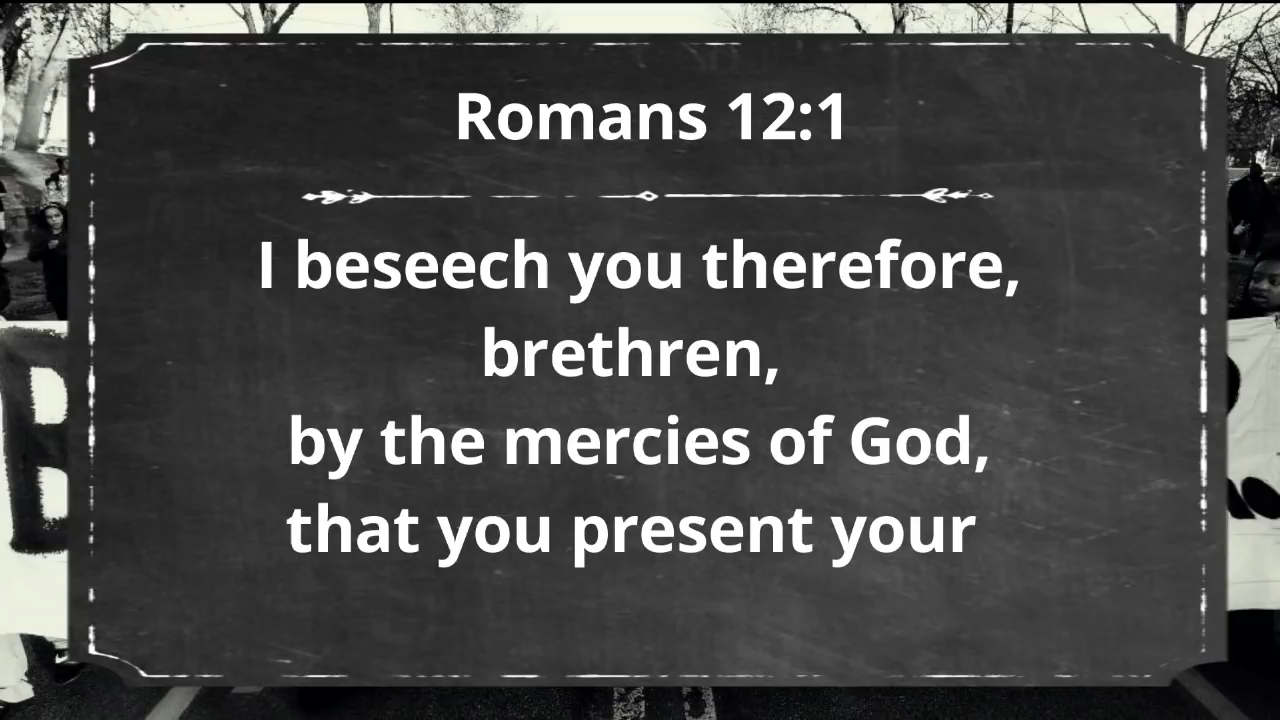 Romans 12:1
I beseech you therefore,
brethren,
by the mercies of God,
that you present your